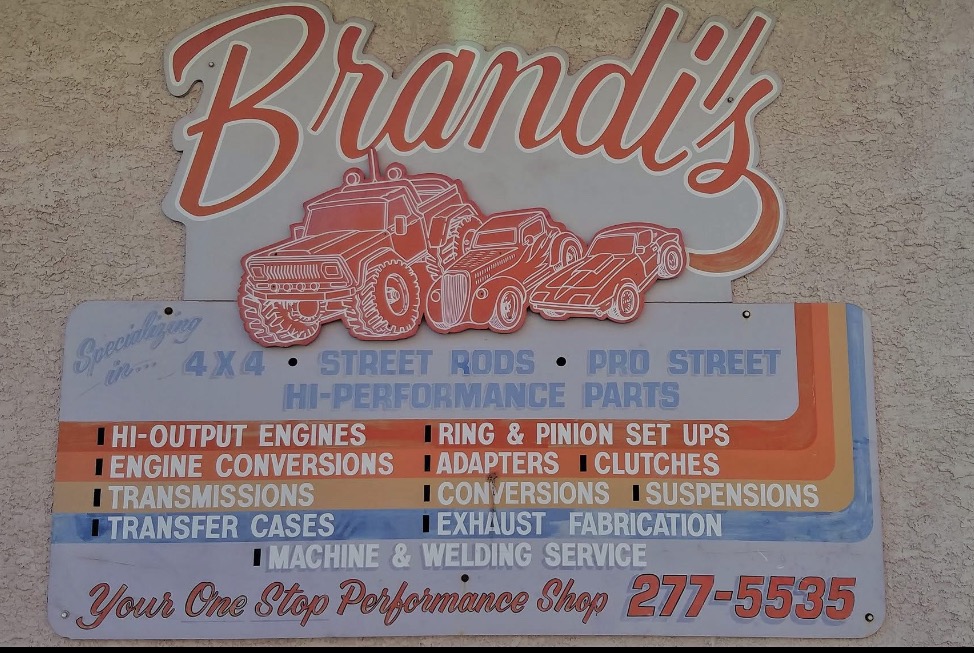 Brandi's
Specializing
in...
4X4 • STREET RODS • PRO STREET
HI-PERFORMANCE PARTS
HI-OUTPUT ENGINES
ENGINE CONVERSIONS
TRANSMISSIONS
TRANSFER CASES
RING & PINION SET UPS
ADAPTERS CLUTCHES
CONVERSIONS SUSPENSIONS
EXHAUST FABRICATION
MACHINE & WELDING SERVICE
Your One Stop Performance Shop 277-5535